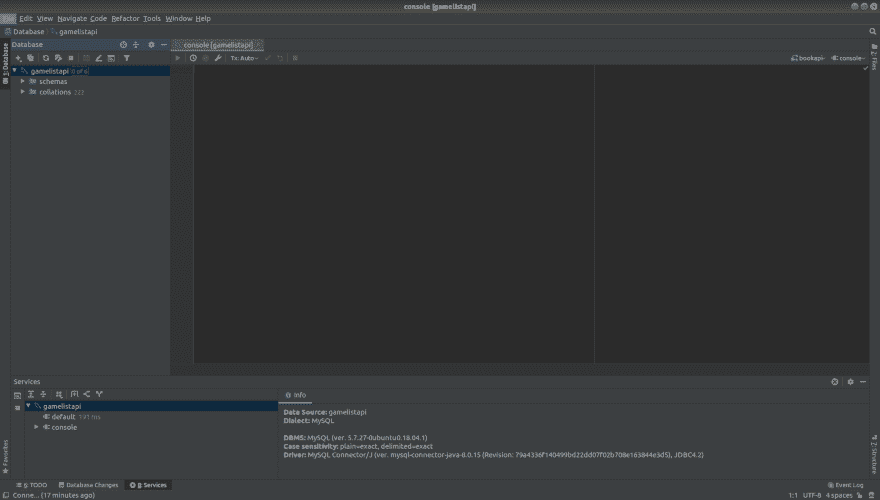 console [gamelistapi]
Edit View Navigate Code Refactor Tools Window Help
Database gamelistapi
Database
console [gamelistapi]
Tx: Auto
bookapi
console
1: Database
2: Files
gamelistapi 0 of 6
schemas
collations 223
Services
gamelistapi
default 191 ms
console
Info
Data Source: gamelistapi
Dialect: MySQL
DBMS: MySQL (ver. 5.7.27-0ubuntu0.18.04.1)
Case sensitivity: plain=exact, delimited=exact
Driver: MySQL Connector/J (ver. mysql-connector-java-8.0.15 (Revision: 79a4336f140499bd22dd07f02b708e163844e3d5), JDBC4.2)
Favorites
7: Structure
6: TODO Database Changes 8: Services
Event Log
Conne... (17 minutes ago)
1:1 UTF-8 4 spaces